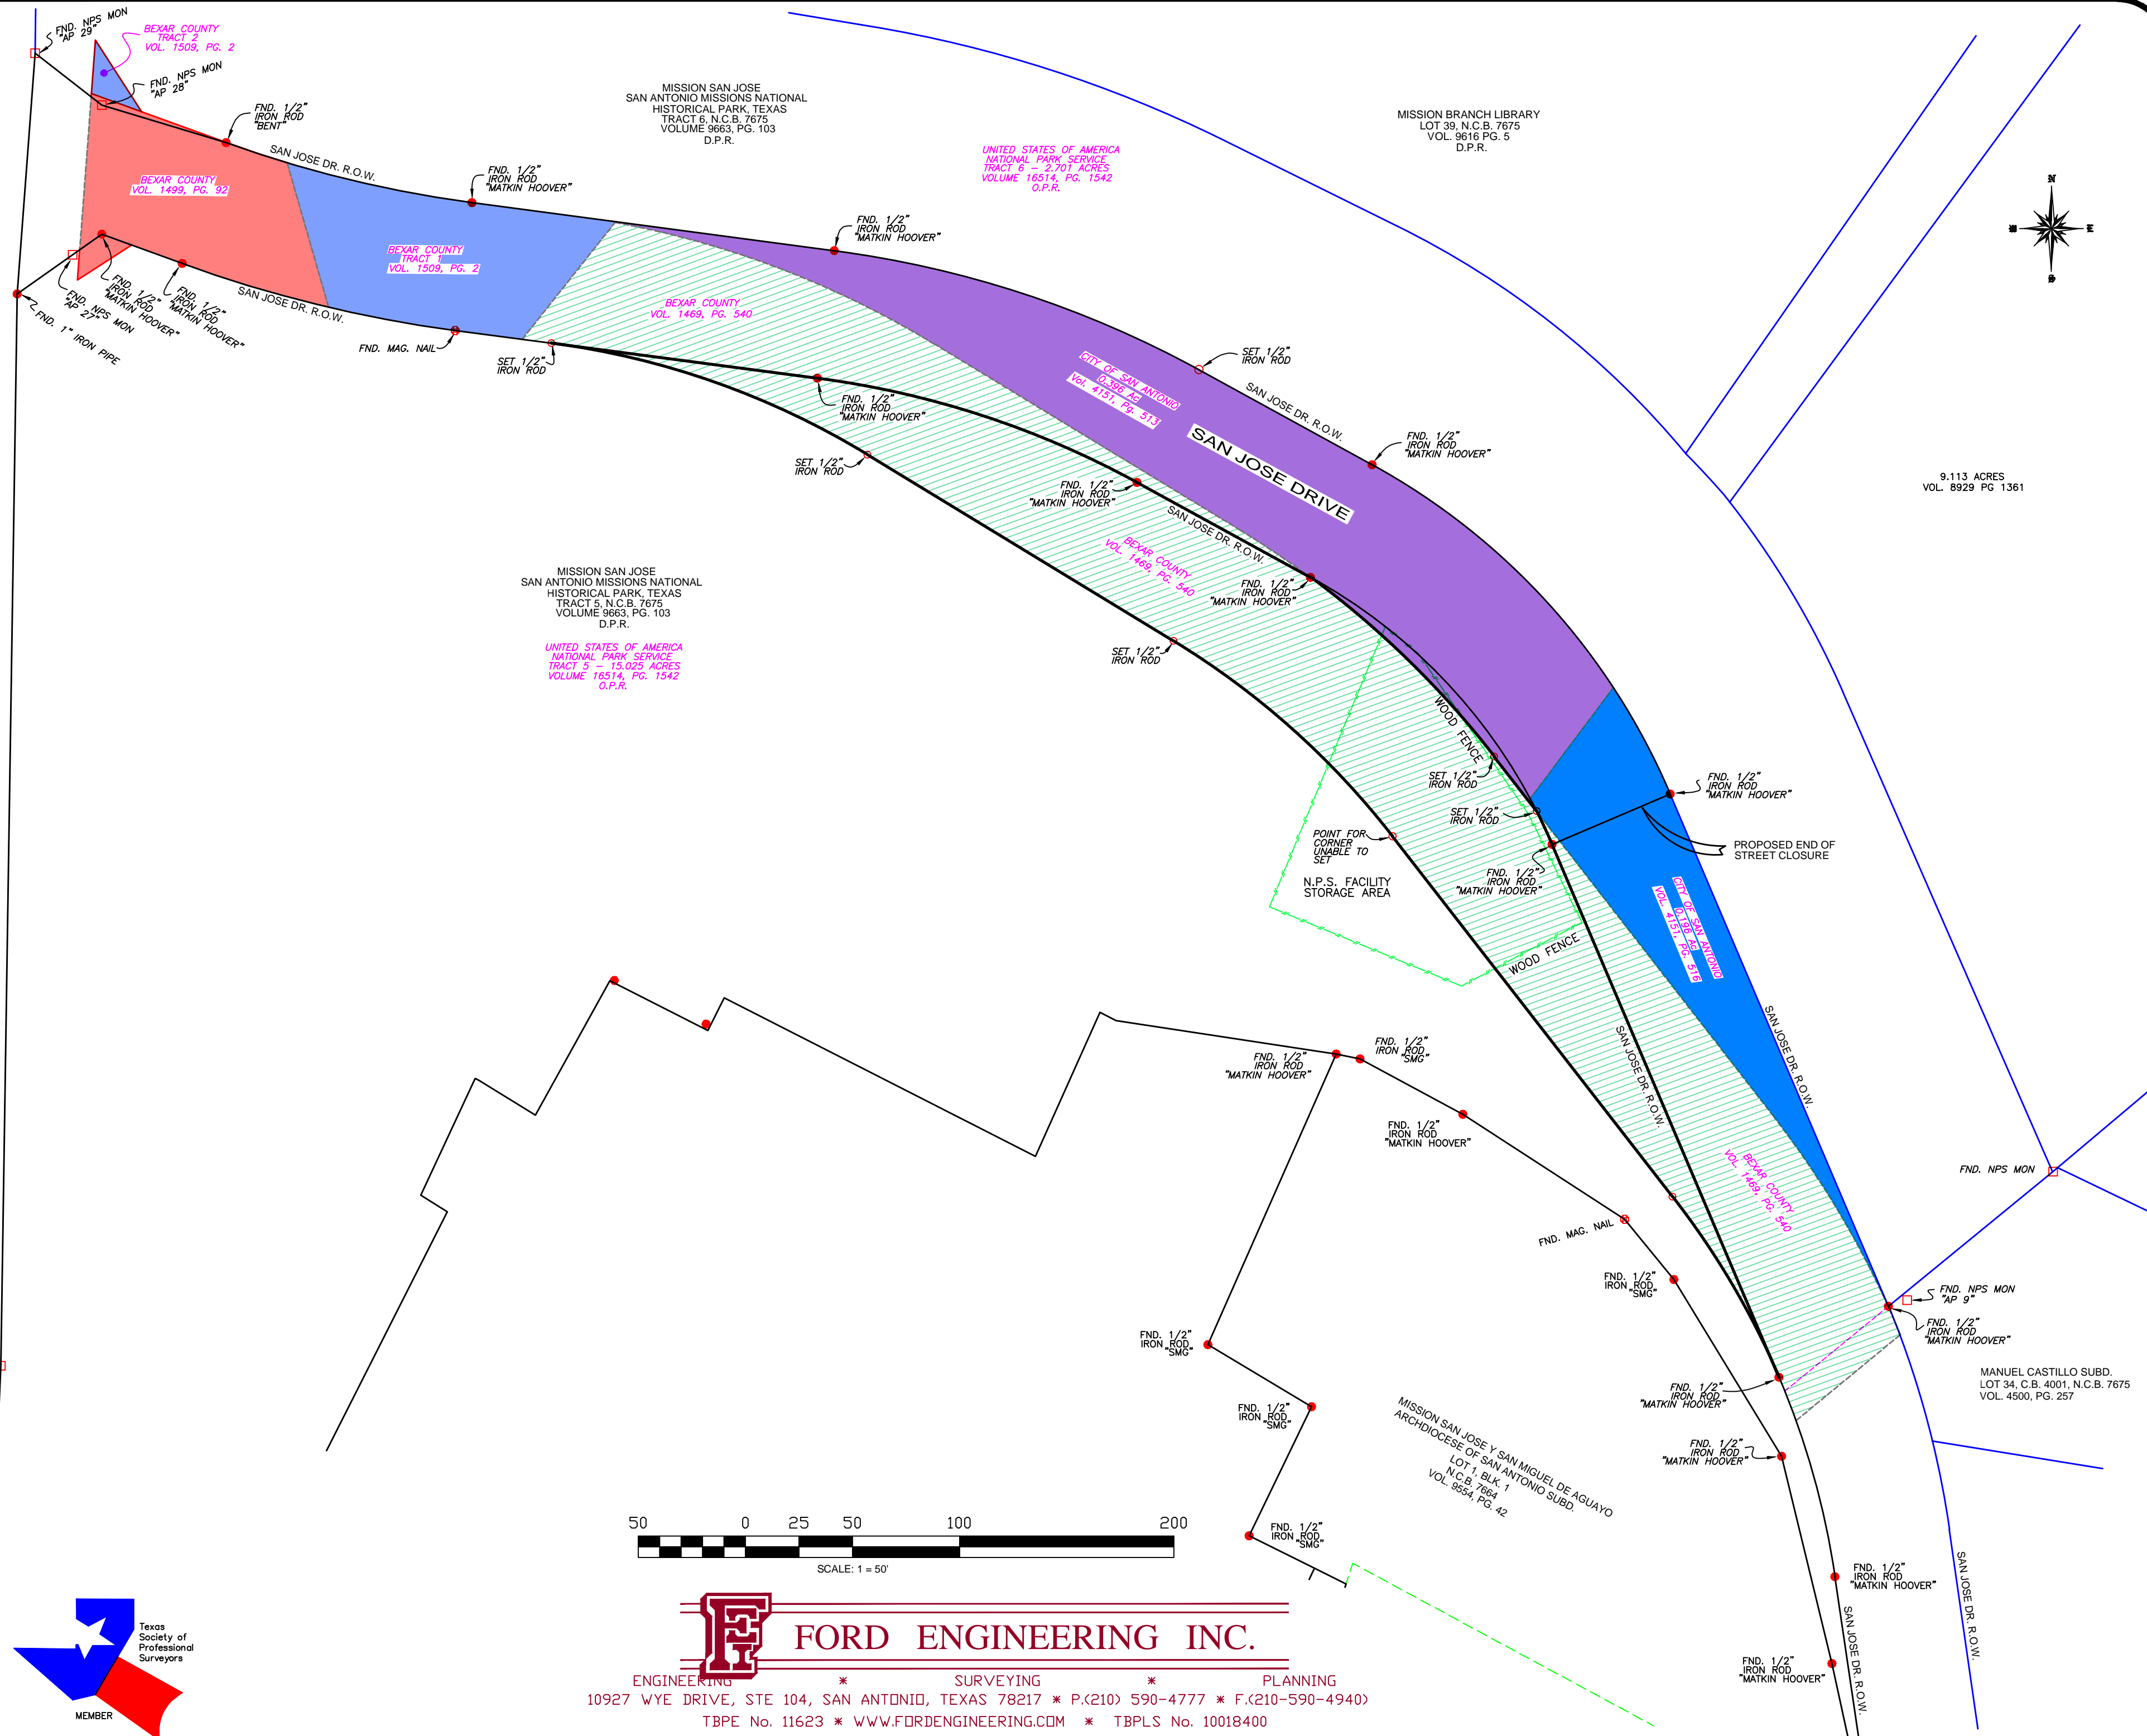 FND. NPS MON
"AP 29"
BEXAR COUNTY
TRACT 2
VOL. 1509, PG. 2
FND. NPS MON
"AP 28"
FND. 1/2"
IRON ROD
"BENT"
SAN JOSE DR. R.O.W.
MISSION SAN JOSE
SAN ANTONIO MISSIONS NATIONAL
HISTORICAL PARK, TEXAS
TRACT 6, N.C.B. 7675
VOLUME 9663, PG. 103
D.P.R.
UNITED STATES OF AMERICA
NATIONAL PARK SERVICE
TRACT 6 – 2.701 ACRES
VOLUME 16514, PG. 1542
O.P.R.
MISSION BRANCH LIBRARY
LOT 39, N.C.B. 7675
VOL. 9616 PG. 5
D.P.R.
N
E
S
BEXAR COUNTY
VOL. 1499, PG. 92
FND. 1/2"
IRON ROD
"MATKIN HOOVER"
FND. 1/2"
IRON ROD
"MATKIN HOOVER"
BEXAR COUNTY
TRACT 1
VOL. 1509, PG. 2
FND. 1" IRON PIPE
FND. NPS MON
"AP 27"
FND. 1/2"
IRON ROD
"MATKIN HOOVER"
FND. 1/2"
IRON ROD
"MATKIN HOOVER"
SAN JOSE DR. R.O.W.
FND. MAG. NAIL
SET 1/2"
IRON ROD
BEXAR COUNTY
VOL. 1469, PG. 540
FND. 1/2"
IRON ROD
"MATKIN HOOVER"
CITY OF SAN ANTONIO
0.396 Ac
Vol. 4151, Pg. 513
SET 1/2"
IRON ROD
SAN JOSE DR. R.O.W.
SAN JOSE DRIVE
FND. 1/2"
IRON ROD
"MATKIN HOOVER"
9.113 ACRES
VOL. 8929 PG 1361
SET 1/2"
IRON ROD
FND. 1/2"
IRON ROD
"MATKIN HOOVER"
SAN JOSE DR. R.O.W.
BEXAR COUNTY
VOL. 1469, PG. 540
FND. 1/2"
IRON ROD
"MATKIN HOOVER"
MISSION SAN JOSE
SAN ANTONIO MISSIONS NATIONAL
HISTORICAL PARK, TEXAS
TRACT 5, N.C.B. 7675
VOLUME 9663, PG. 103
D.P.R.
UNITED STATES OF AMERICA
NATIONAL PARK SERVICE
TRACT 5 – 15.025 ACRES
VOLUME 16514, PG. 1542
O.P.R.
SET 1/2"
IRON ROD
WOOD FENCE
SET 1/2"
IRON ROD
SET 1/2"
IRON ROD
FND. 1/2"
IRON ROD
"MATKIN HOOVER"
PROPOSED END OF
STREET CLOSURE
POINT FOR
CORNER
UNABLE TO
SET
N.P.S. FACILITY
STORAGE AREA
FND. 1/2"
IRON ROD
"MATKIN HOOVER"
CITY OF SAN ANTONIO
0.196 Ac
VOL. 4151, PG. 516
WOOD FENCE
SAN JOSE DR. R.O.W.
SAN JOSE DR. R.O.W.
FND. 1/2"
IRON ROD
"MATKIN HOOVER"
FND. 1/2"
IRON ROD
"SMG"
FND. 1/2"
IRON ROD
"MATKIN HOOVER"
BEXAR COUNTY
VOL. 1469, PG. 540
FND. NPS MON
FND. MAG. NAIL
FND. 1/2"
IRON ROD
"SMG"
FND. NPS MON
"AP 9"
FND. 1/2"
IRON ROD
"MATKIN HOOVER"
FND. 1/2"
IRON ROD
"SMG"
MANUEL CASTILLO SUBD.
LOT 34, C.B. 4001, N.C.B. 7675
VOL. 4500, PG. 257
FND. 1/2"
IRON ROD
"MATKIN HOOVER"
FND. 1/2"
IRON ROD
"SMG"
MISSION SAN JOSE Y SAN MIGUEL DE AGUAYO
ARCHDIOCESE OF SAN ANTONIO SUBD.
LOT 1, BLK. 1
N.C.B. 7664
VOL. 9554, PG. 42
FND. 1/2"
IRON ROD
"MATKIN HOOVER"
FND. 1/2"
IRON ROD
"SMG"
50 0 25 50 100 200
SCALE: 1 = 50'
FND. 1/2"
IRON ROD
"MATKIN HOOVER"
SAN JOSE DR. R.O.W.
SAN JOSE DR. R.O.W.
FND. 1/2"
IRON ROD
"MATKIN HOOVER"
Texas
Society of
Professional
Surveyors
MEMBER
F
FORD ENGINEERING INC.
ENGINEERING * SURVEYING * PLANNING
10927 WYE DRIVE, STE 104, SAN ANTONIO, TEXAS 78217 * P.(210) 590-4777 * F.(210-590-4940)
TBPE No. 11623 * WWW.FORDENGINEERING.COM * TBPLS No. 10018400